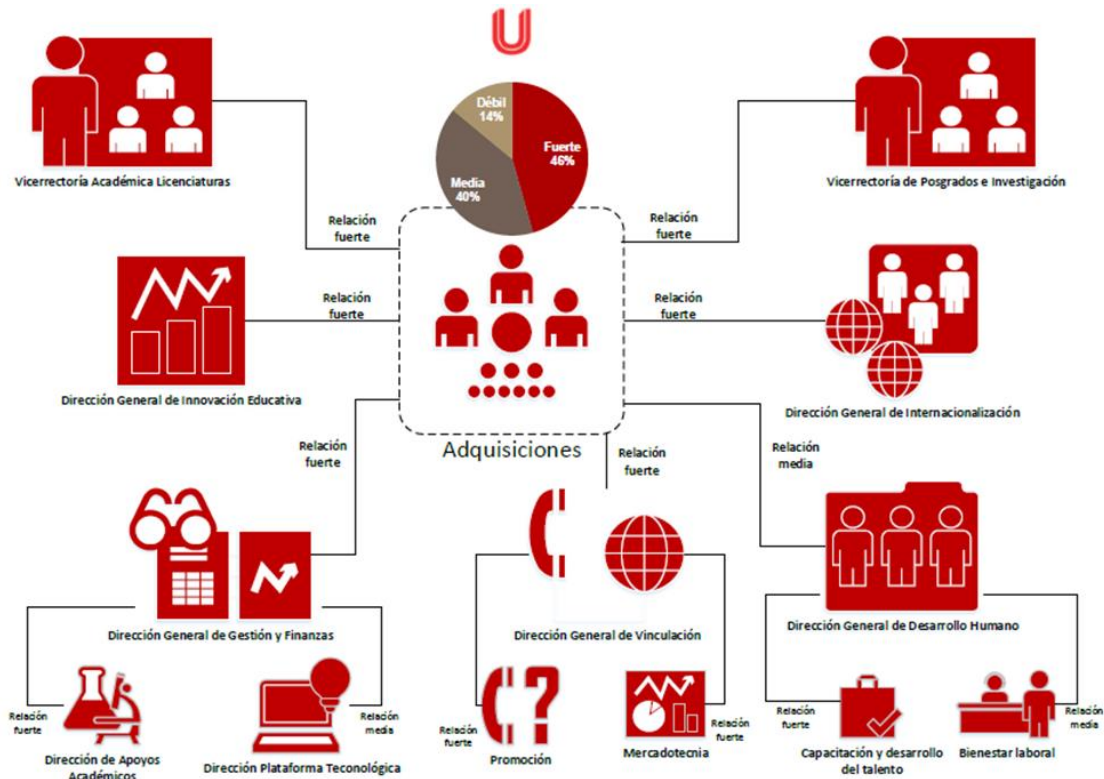 U
Débil
14%
Fuerte
46%
Media
40%
Vicerrectoría Académica Licenciaturas
Vicerrectoría de Posgrados e Investigación
Relación
fuerte
Relación
fuerte
Relación
fuerte
Relación
fuerte
Dirección General de Innovación Educativa
Dirección General de Internacionalización
Adquisiciones
Relación
fuerte
Relación
fuerte
Relación
media
Dirección General de Gestión y Finanzas
Dirección General de Vinculación
Dirección General de Desarrollo Humano
Relación
fuerte
Relación
media
Relación
fuerte
Relación
fuerte
Relación
fuerte
Relación
media
Dirección de Apoyos
Académicos
Dirección Plataforma Teconológica
?
Promoción
Mercadotecnia
Capacitación y desarrollo
del talento
Bienestar laboral